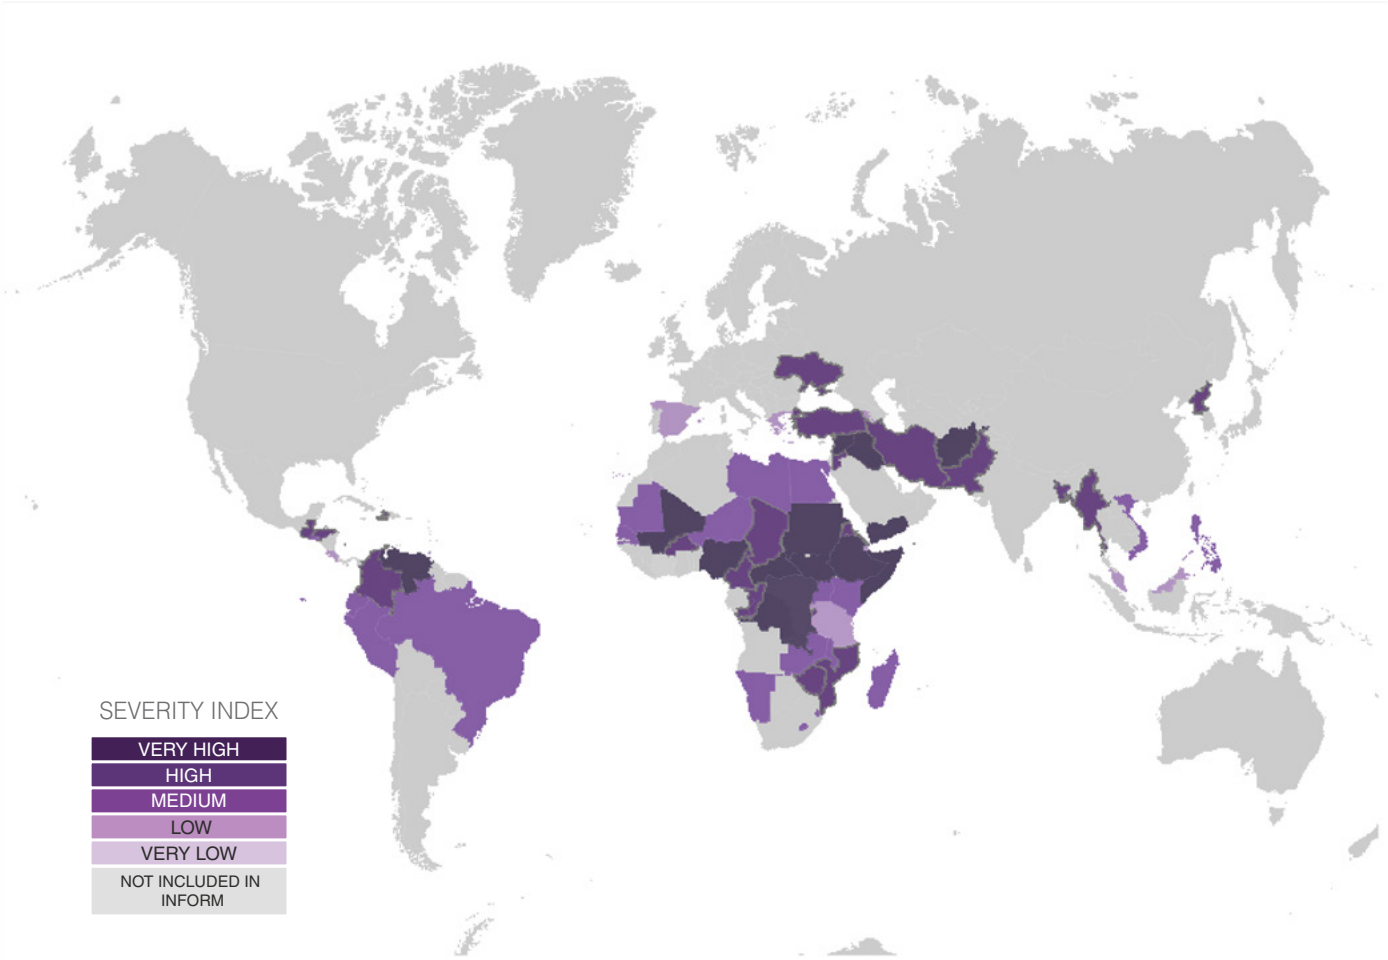 SEVERITY INDEX
VERY HIGH
HIGH
MEDIUM
LOW
VERY LOW
NOT INCLUDED IN
INFORM